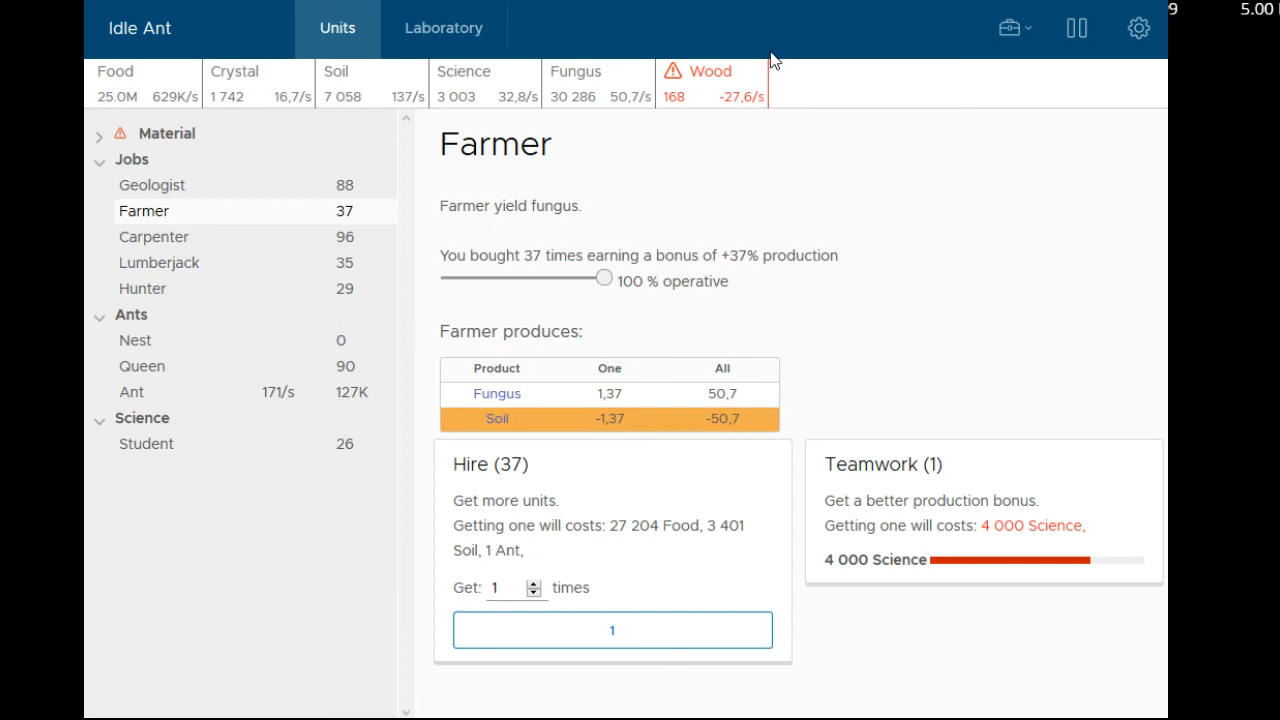 Idle Ant Units Laboratory
9 5.00
Food Crystal Soil Science Fungus Wood
25.0M 629K/s 1 742 16,7/s 7 058 137/s 3 003 32,8/s 30 286 50,7/s 168 -27,6/s
Material
Jobs
Geologist 88
Farmer 37
Carpenter 96
Lumberjack 35
Hunter 29
Ants
Nest 0
Queen 90
Ant 171/s 127K
Science
Student 26
Farmer
Farmer yield fungus.
You bought 37 times earning a bonus of +37% production
100 % operative
Farmer produces:
Product One All
Fungus 1,37 50,7
Soil -1,37 -50,7
Hire (37)
Get more units.
Getting one will costs: 27 204 Food, 3 401
Soil, 1 Ant,
Get: 1 times
1
Teamwork (1)
Get a better production bonus.
Getting one will costs: 4 000 Science,
4 000 Science